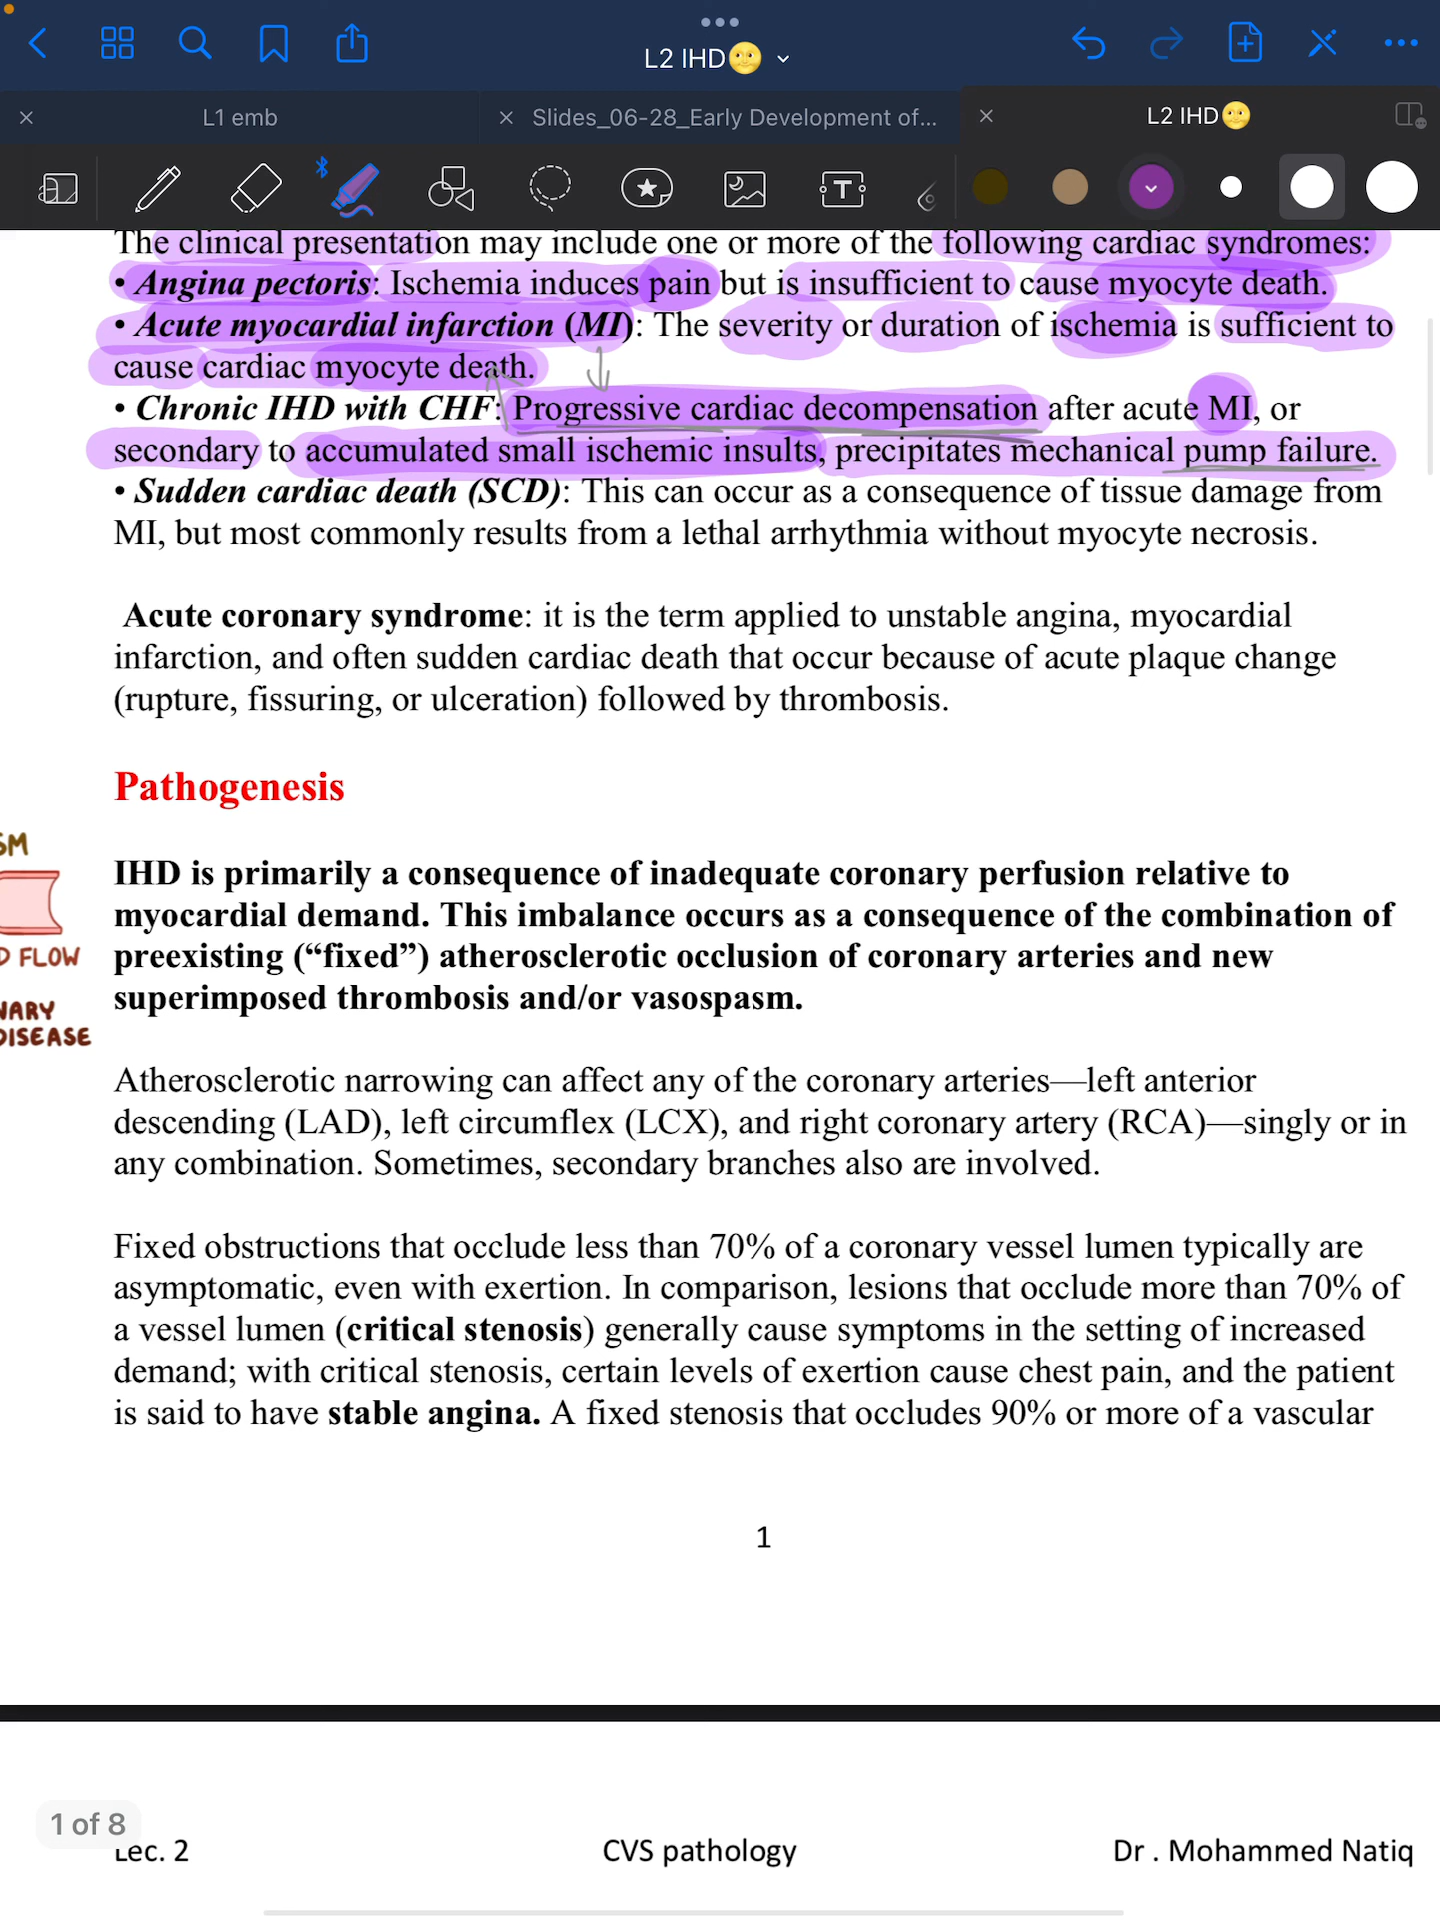 L2 IHD🌝
L1 emb
Slides_06-28_Early Development of...
L2 IHD🌝
The clinical presentation may include one or more of the following cardiac syndromes:
• Angina pectoris: Ischemia induces pain but is insufficient to cause myocyte death.
• Acute myocardial infarction (MI): The severity or duration of ischemia is sufficient to
cause cardiac myocyte death.
• Chronic IHD with CHF: Progressive cardiac decompensation after acute MI, or
secondary to accumulated small ischemic insults, precipitates mechanical pump failure.
• Sudden cardiac death (SCD): This can occur as a consequence of tissue damage from
MI, but most commonly results from a lethal arrhythmia without myocyte necrosis.
Acute coronary syndrome: it is the term applied to unstable angina, myocardial
infarction, and often sudden cardiac death that occur because of acute plaque change
(rupture, fissuring, or ulceration) followed by thrombosis.
Pathogenesis
SM
D FLOW
NARY
DISEASE
IHD is primarily a consequence of inadequate coronary perfusion relative to
myocardial demand. This imbalance occurs as a consequence of the combination of
preexisting (“fixed”) atherosclerotic occlusion of coronary arteries and new
superimposed thrombosis and/or vasospasm.
Atherosclerotic narrowing can affect any of the coronary arteries—left anterior
descending (LAD), left circumflex (LCX), and right coronary artery (RCA)—singly or in
any combination. Sometimes, secondary branches also are involved.
Fixed obstructions that occlude less than 70% of a coronary vessel lumen typically are
asymptomatic, even with exertion. In comparison, lesions that occlude more than 70% of
a vessel lumen (critical stenosis) generally cause symptoms in the setting of increased
demand; with critical stenosis, certain levels of exertion cause chest pain, and the patient
is said to have stable angina. A fixed stenosis that occludes 90% or more of a vascular
1
1 of 8
Lec. 2
CVS pathology
Dr . Mohammed Natiq